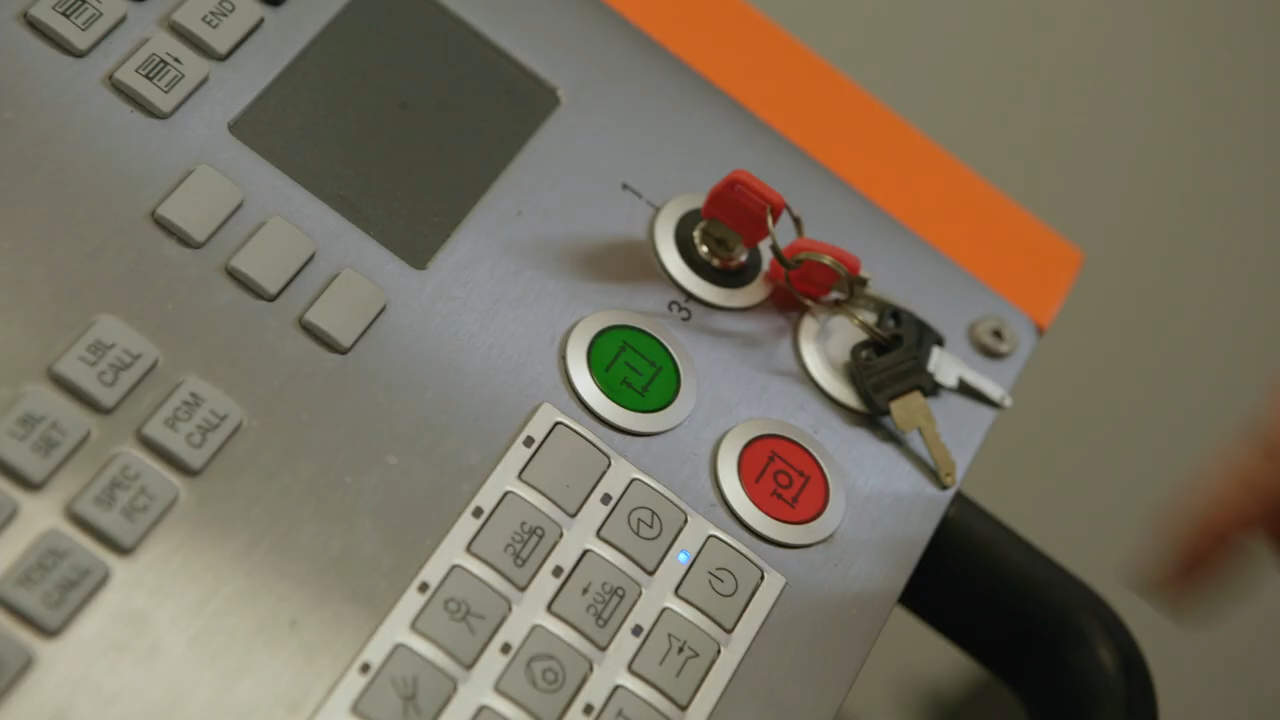 END
1
3
LBL
CALL
LBL
SET
PGM
CALL
SPEC
FCT
TOOL
CALL
I
O